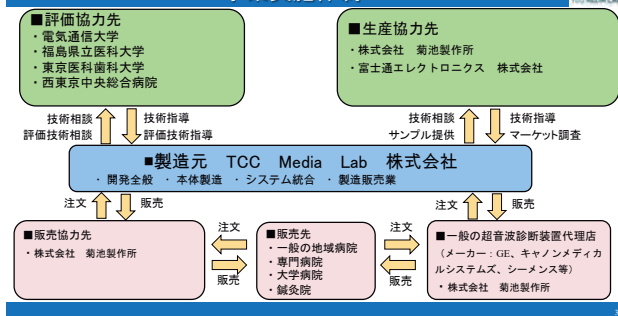 ■評価協力先
・電気通信大学
・福島県立医科大学
・東京医科歯科大学
・西東京中央総合病院
■生産協力先
・株式会社 菊池製作所
・富士通エレクトロニクス 株式会社
技術相談
評価技術相談
技術指導
評価技術指導
技術相談
サンプル提供
技術指導
マーケット調査
■製造元 TCC Media Lab 株式会社
・開発全般 ・本体製造 ・システム統合 ・製造販売業
注文
販売
注文
販売
■販売協力先
・株式会社 菊池製作所
注文
販売
■販売先
・一般の地域病院
・専門病院
・大学病院
・鍼灸院
注文
販売
■一般の超音波診断装置代理店
(メーカー:GE、キャノンメディカ
ルシステムズ、シーメンス等)
・株式会社 菊池製作所